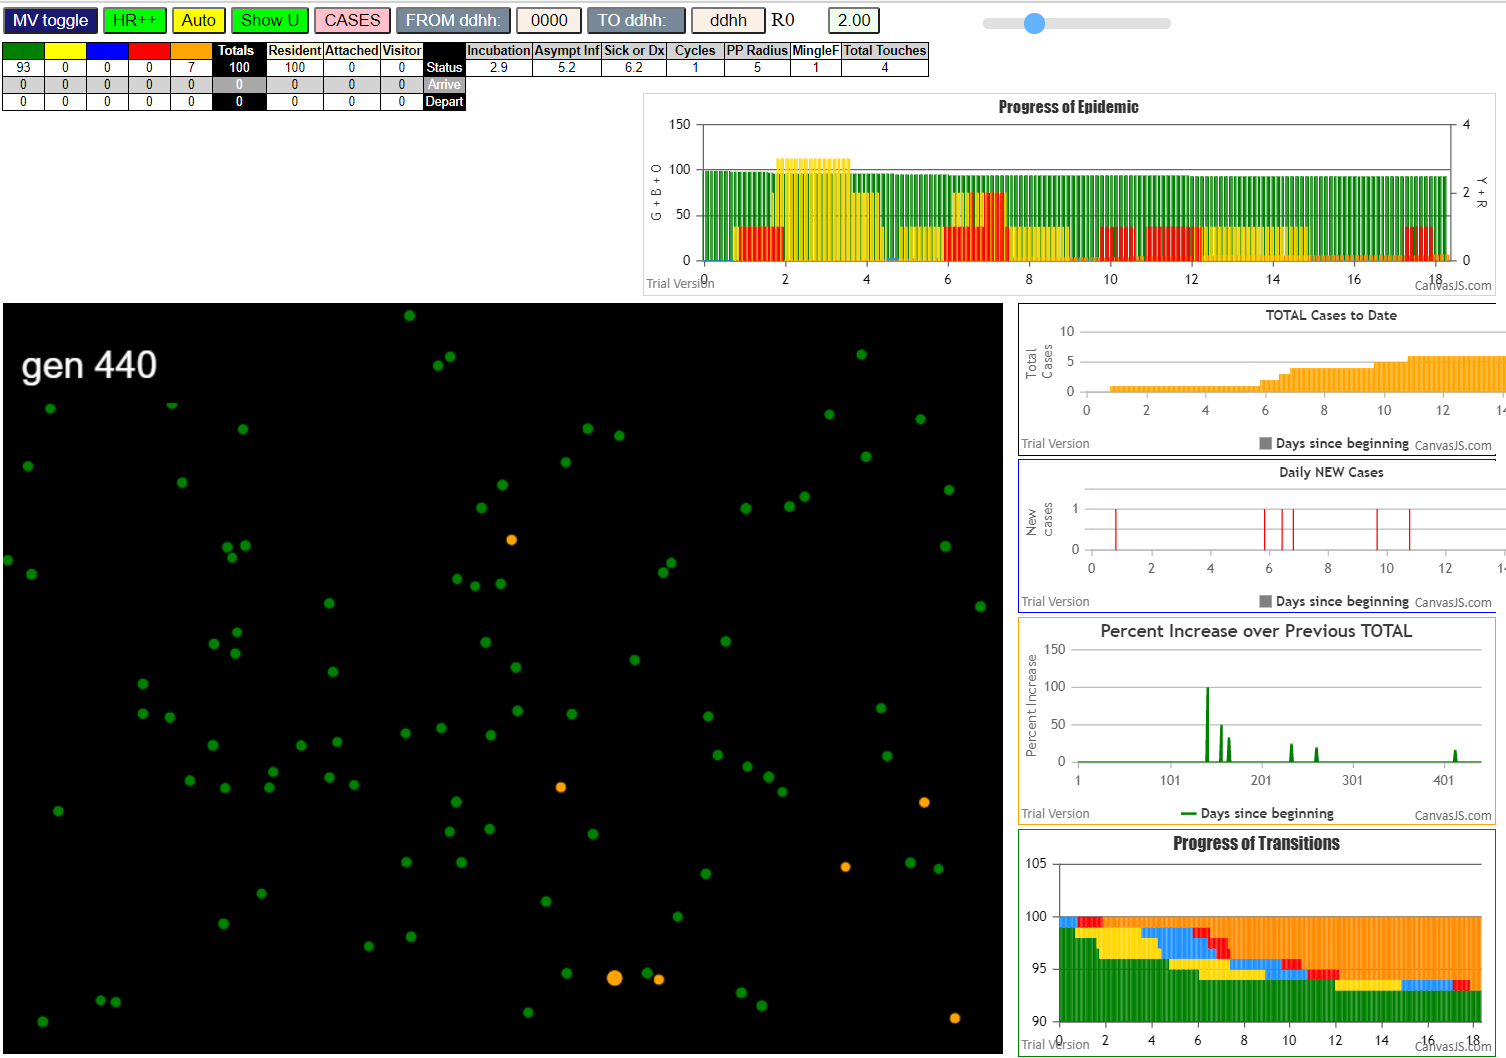 MV toggle HR++ Auto Show U CASES FROM ddhh: 0000 TO ddhh: ddhh R0 2.00
Totals Resident Attached Visitor Incubation Asympt Inf Sick or Dx Cycles PP Radius MingleF Total Touches
93 0 0 0 7 100 100 0 0 Status 2.9 5.2 6.2 1 5 1 4
0 0 0 0 0 0 0 0 0 Arrive
0 0 0 0 0 0 0 0 0 Depart
Progress of Epidemic
150 4
100
2
50
0 0
G + B + O
Y + R
0 2 4 6 8 10 12 14 16 18
Trial Version CanvasJS.com
gen 440
TOTAL Cases to Date
10
5
0
Total
Cases
0 2 4 6 8 10 12 14
Trial Version Days since beginning CanvasJS.com
Daily NEW Cases
1
0
New
cases
0 2 4 6 8 10 12 14
Trial Version Days since beginning CanvasJS.com
Percent Increase over Previous TOTAL
150
100
50
0
Percent Increase
1 101 201 301 401
Trial Version Days since beginning CanvasJS.com
Progress of Transitions
105
100
95
90
0 2 4 6 8 10 12 14 16 18
Trial Version CanvasJS.com